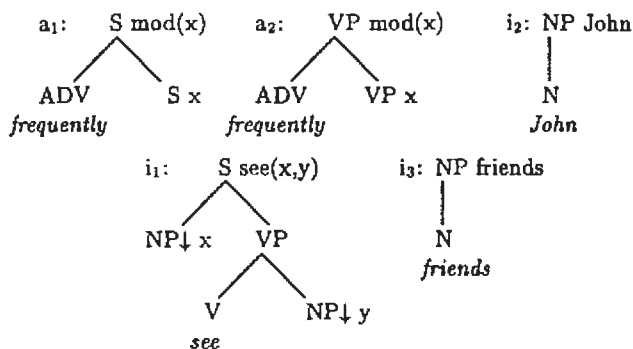 a₁: S mod(x) a₂: VP mod(x) i₂: NP John
ADV S x ADV VP x N
frequently frequently John
i₁: S see(x,y) i₃: NP friends
NP↓ x VP N
friends
V NP↓ y
see